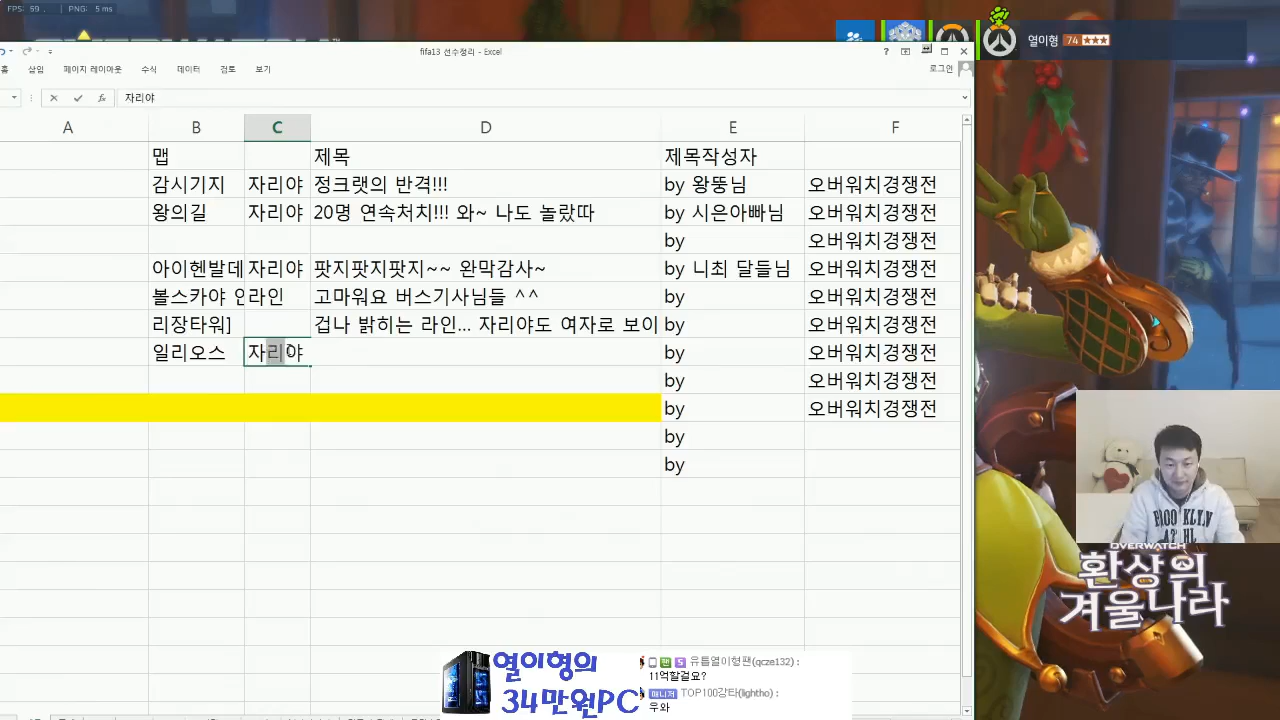 FPS: 59 . PNG: 5 ms
열이형 74
fifa13 선수정리 - Excel
홈 삽입 페이지 레이아웃 수식 데이터 검토 보기
로그인
fx 자리야
A B C D E F
맵 제목 제목작성자
감시기지 자리야 정크랫의 반격!!! by 왕뚱님 오버워치경쟁전
왕의길 자리야 20명 연속처치!!! 와~ 나도 놀랐따 by 시은아빠님 오버워치경쟁전
by 오버워치경쟁전
아이헨발데 자리야 팟지팟지팟지~~ 완막감사~ by 니최 달들님 오버워치경쟁전
볼스카야 인 라인 고마워요 버스기사님들 ^^ by 오버워치경쟁전
리장타워] 겁나 밝히는 라인... 자리야도 여자로 보이 by 오버워치경쟁전
일리오스 자리야 by 오버워치경쟁전
by 오버워치경쟁전
by 오버워치경쟁전
by
by
BROOKLYN
OVERWATCH
환상의
겨울나라
열이형의
34만원PC
팬 S 유튭열이형팬(qcze132) :
11억할걸요?
매니저 TOP100강타(lightho) :
우와